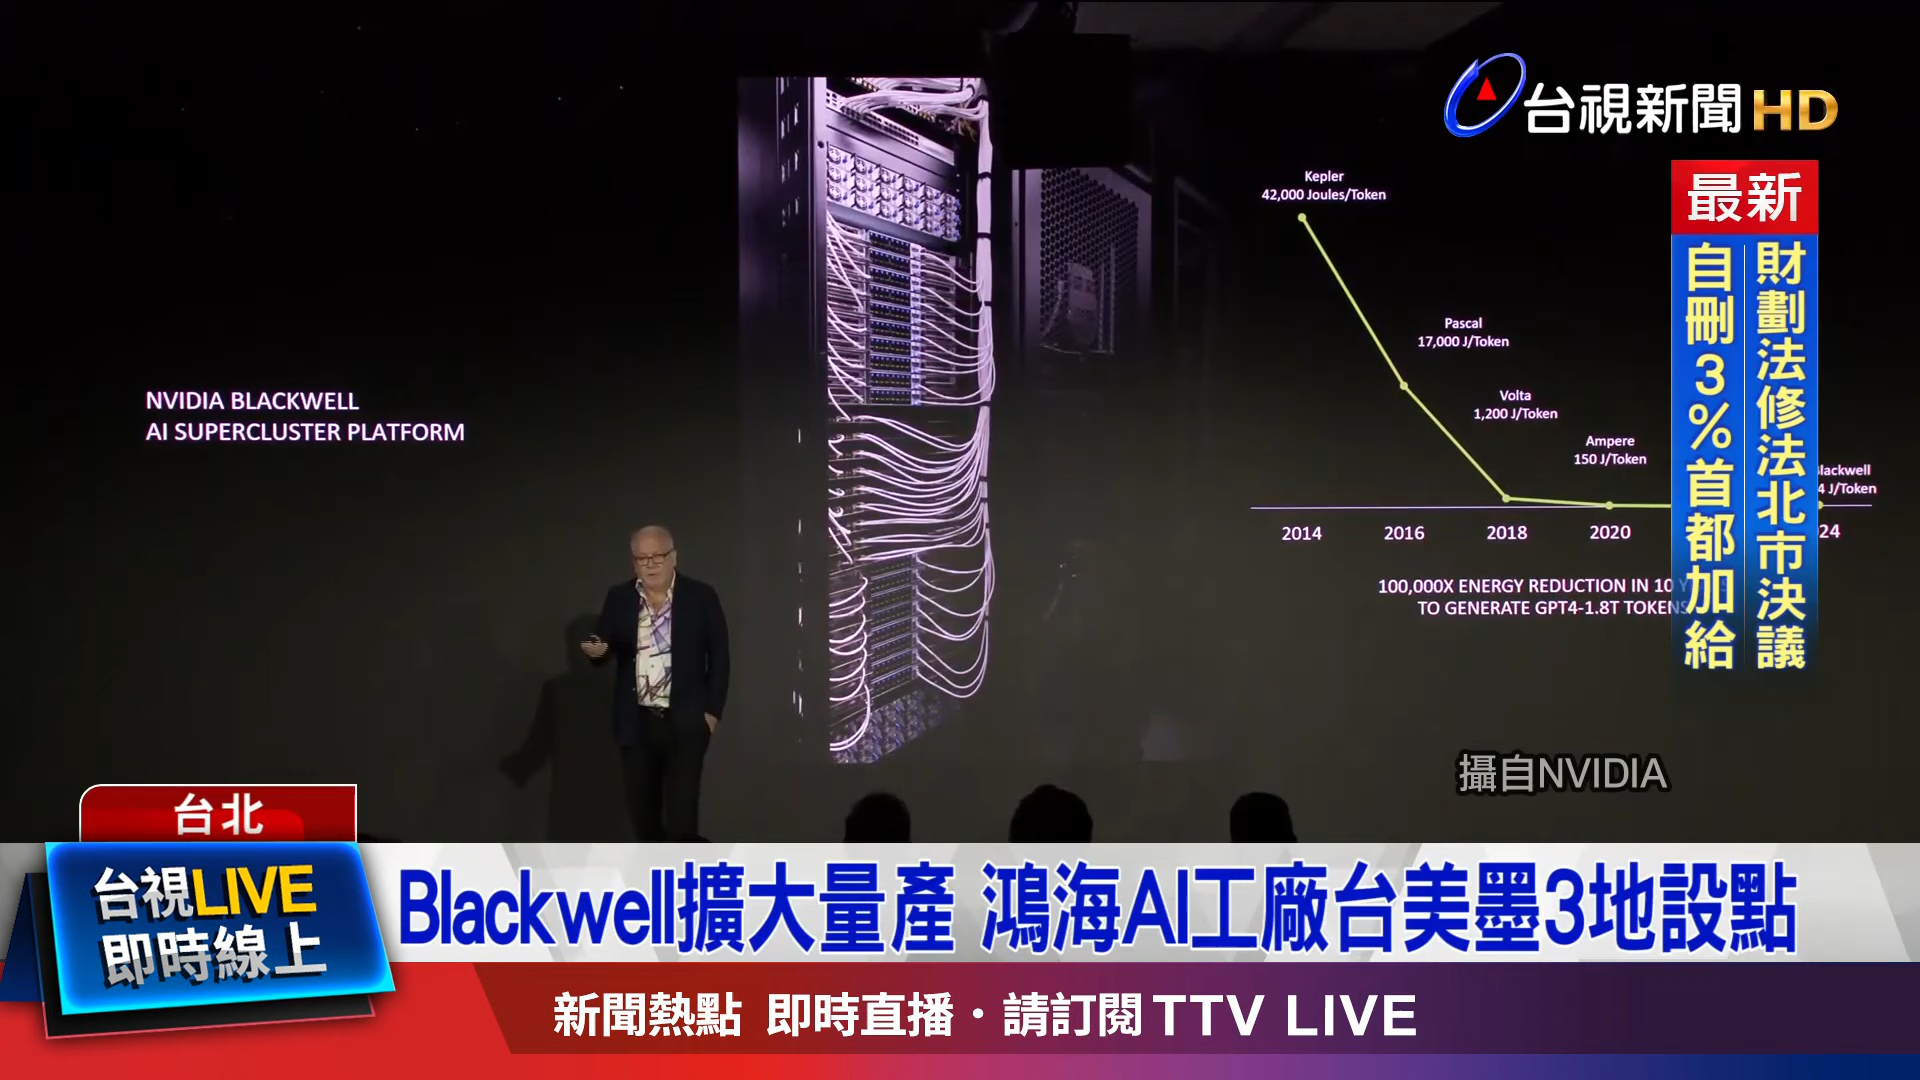 台視新聞HD
最新
財劃法修法北市決議
自刪3%首都加給
Kepler
42,000 Joules/Token
Pascal
17,000 J/Token
Volta
1,200 J/Token
Ampere
150 J/Token
lackwell
4 J/Token
2014
2016
2018
2020
24
100,000X ENERGY REDUCTION IN 10
TO GENERATE GPT4-1.8T TOKENS
NVIDIA BLACKWELL
AI SUPERCLUSTER PLATFORM
攝自NVIDIA
台北
台視LIVE
即時線上
Blackwell擴大量產 鴻海AI工廠台美墨3地設點
新聞熱點 即時直播・請訂閱TTV LIVE